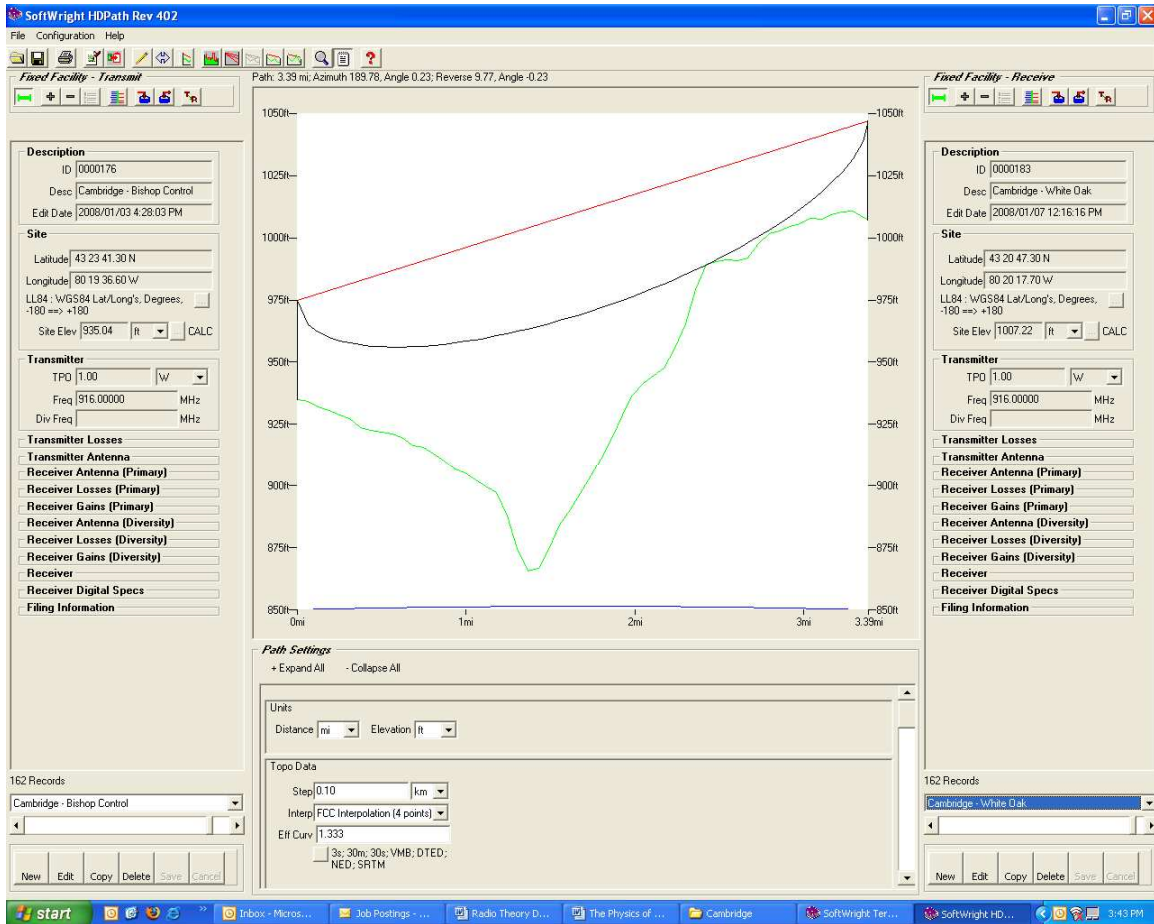 SoftWright HDPath Rev 402
File Configuration Help
Fixed Facility - Transmit
Path: 3.39 mi; Azimuth 189.78, Angle 0.23; Reverse 9.77, Angle -0.23
Fixed Facility - Receive
Description
ID 0000176
Desc Cambridge - Bishop Control
Edit Date 2008/01/03 4:28:03 PM
Site
Latitude 43 23 41.30 N
Longitude 80 19 36.60 W
LL84 : WGS84 Lat/Long's, Degrees,
-180 ==> +180
Site Elev 935.04 ft CALC
Transmitter
TPO 1.00 W
Freq 916.00000 MHz
Div Freq MHz
Transmitter Losses
Transmitter Antenna
Receiver Antenna (Primary)
Receiver Losses (Primary)
Receiver Gains (Primary)
Receiver Antenna (Diversity)
Receiver Losses (Diversity)
Receiver Gains (Diversity)
Receiver
Receiver Digital Specs
Filing Information
162 Records
Cambridge - Bishop Control
New Edit Copy Delete Save Cancel
1050ft 1050ft
1025ft 1025ft
1000ft 1000ft
975ft 975ft
950ft 950ft
925ft 925ft
900ft 900ft
875ft 875ft
850ft 850ft
0mi 1mi 2mi 3mi 3.39mi
Path Settings
+ Expand All - Collapse All
Units
Distance mi Elevation ft
Topo Data
Step 0.10 km
Interp FCC Interpolation (4 points)
Eff Curv 1.333
3s; 30m; 30s; VMB; DTED;
NED; SRTM
Description
ID 0000183
Desc Cambridge - White Oak
Edit Date 2008/01/07 12:16:16 PM
Site
Latitude 43 20 47.30 N
Longitude 80 20 17.70 W
LL84 : WGS84 Lat/Long's, Degrees,
-180 ==> +180
Site Elev 1007.22 ft CALC
Transmitter
TPO 1.00 W
Freq 916.00000 MHz
Div Freq MHz
Transmitter Losses
Transmitter Antenna
Receiver Antenna (Primary)
Receiver Losses (Primary)
Receiver Gains (Primary)
Receiver Antenna (Diversity)
Receiver Losses (Diversity)
Receiver Gains (Diversity)
Receiver
Receiver Digital Specs
Filing Information
162 Records
Cambridge - White Oak
New Edit Copy Delete Save Cancel
start Inbox - Micros... Job Postings - ... Radio Theory D... The Physics of ... Cambridge SoftWright Ter... SoftWright HD... 3:43 PM